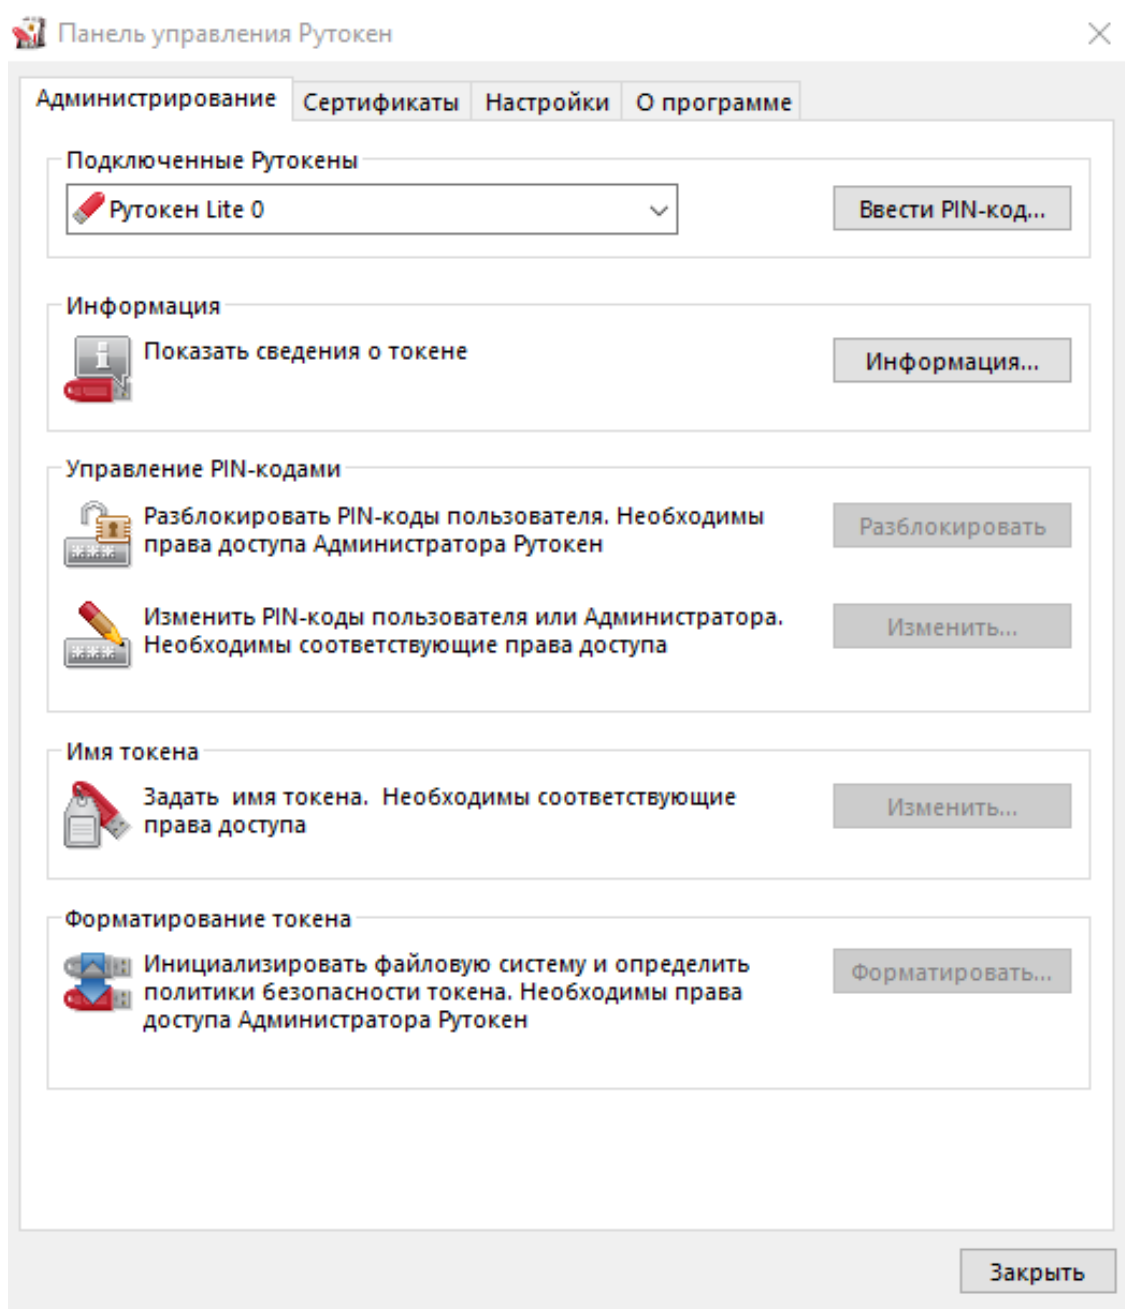 Панель управления Рутокен
Администрирование
Сертификаты
Настройки
О программе
Подключенные Рутокены
Рутокен Lite 0
Ввести PIN-код...
Информация
Показать сведения о токене
Информация...
Управление PIN-кодами
Разблокировать PIN-коды пользователя. Необходимы
права доступа Администратора Рутокен
Разблокировать
Изменить PIN-коды пользователя или Администратора.
Необходимы соответствующие права доступа
Изменить...
Имя токена
Задать  имя токена.  Необходимы соответствующие
права доступа
Изменить...
Форматирование токена
Инициализировать файловую систему и определить
политики безопасности токена. Необходимы права
доступа Администратора Рутокен
Форматировать...
Закрыть